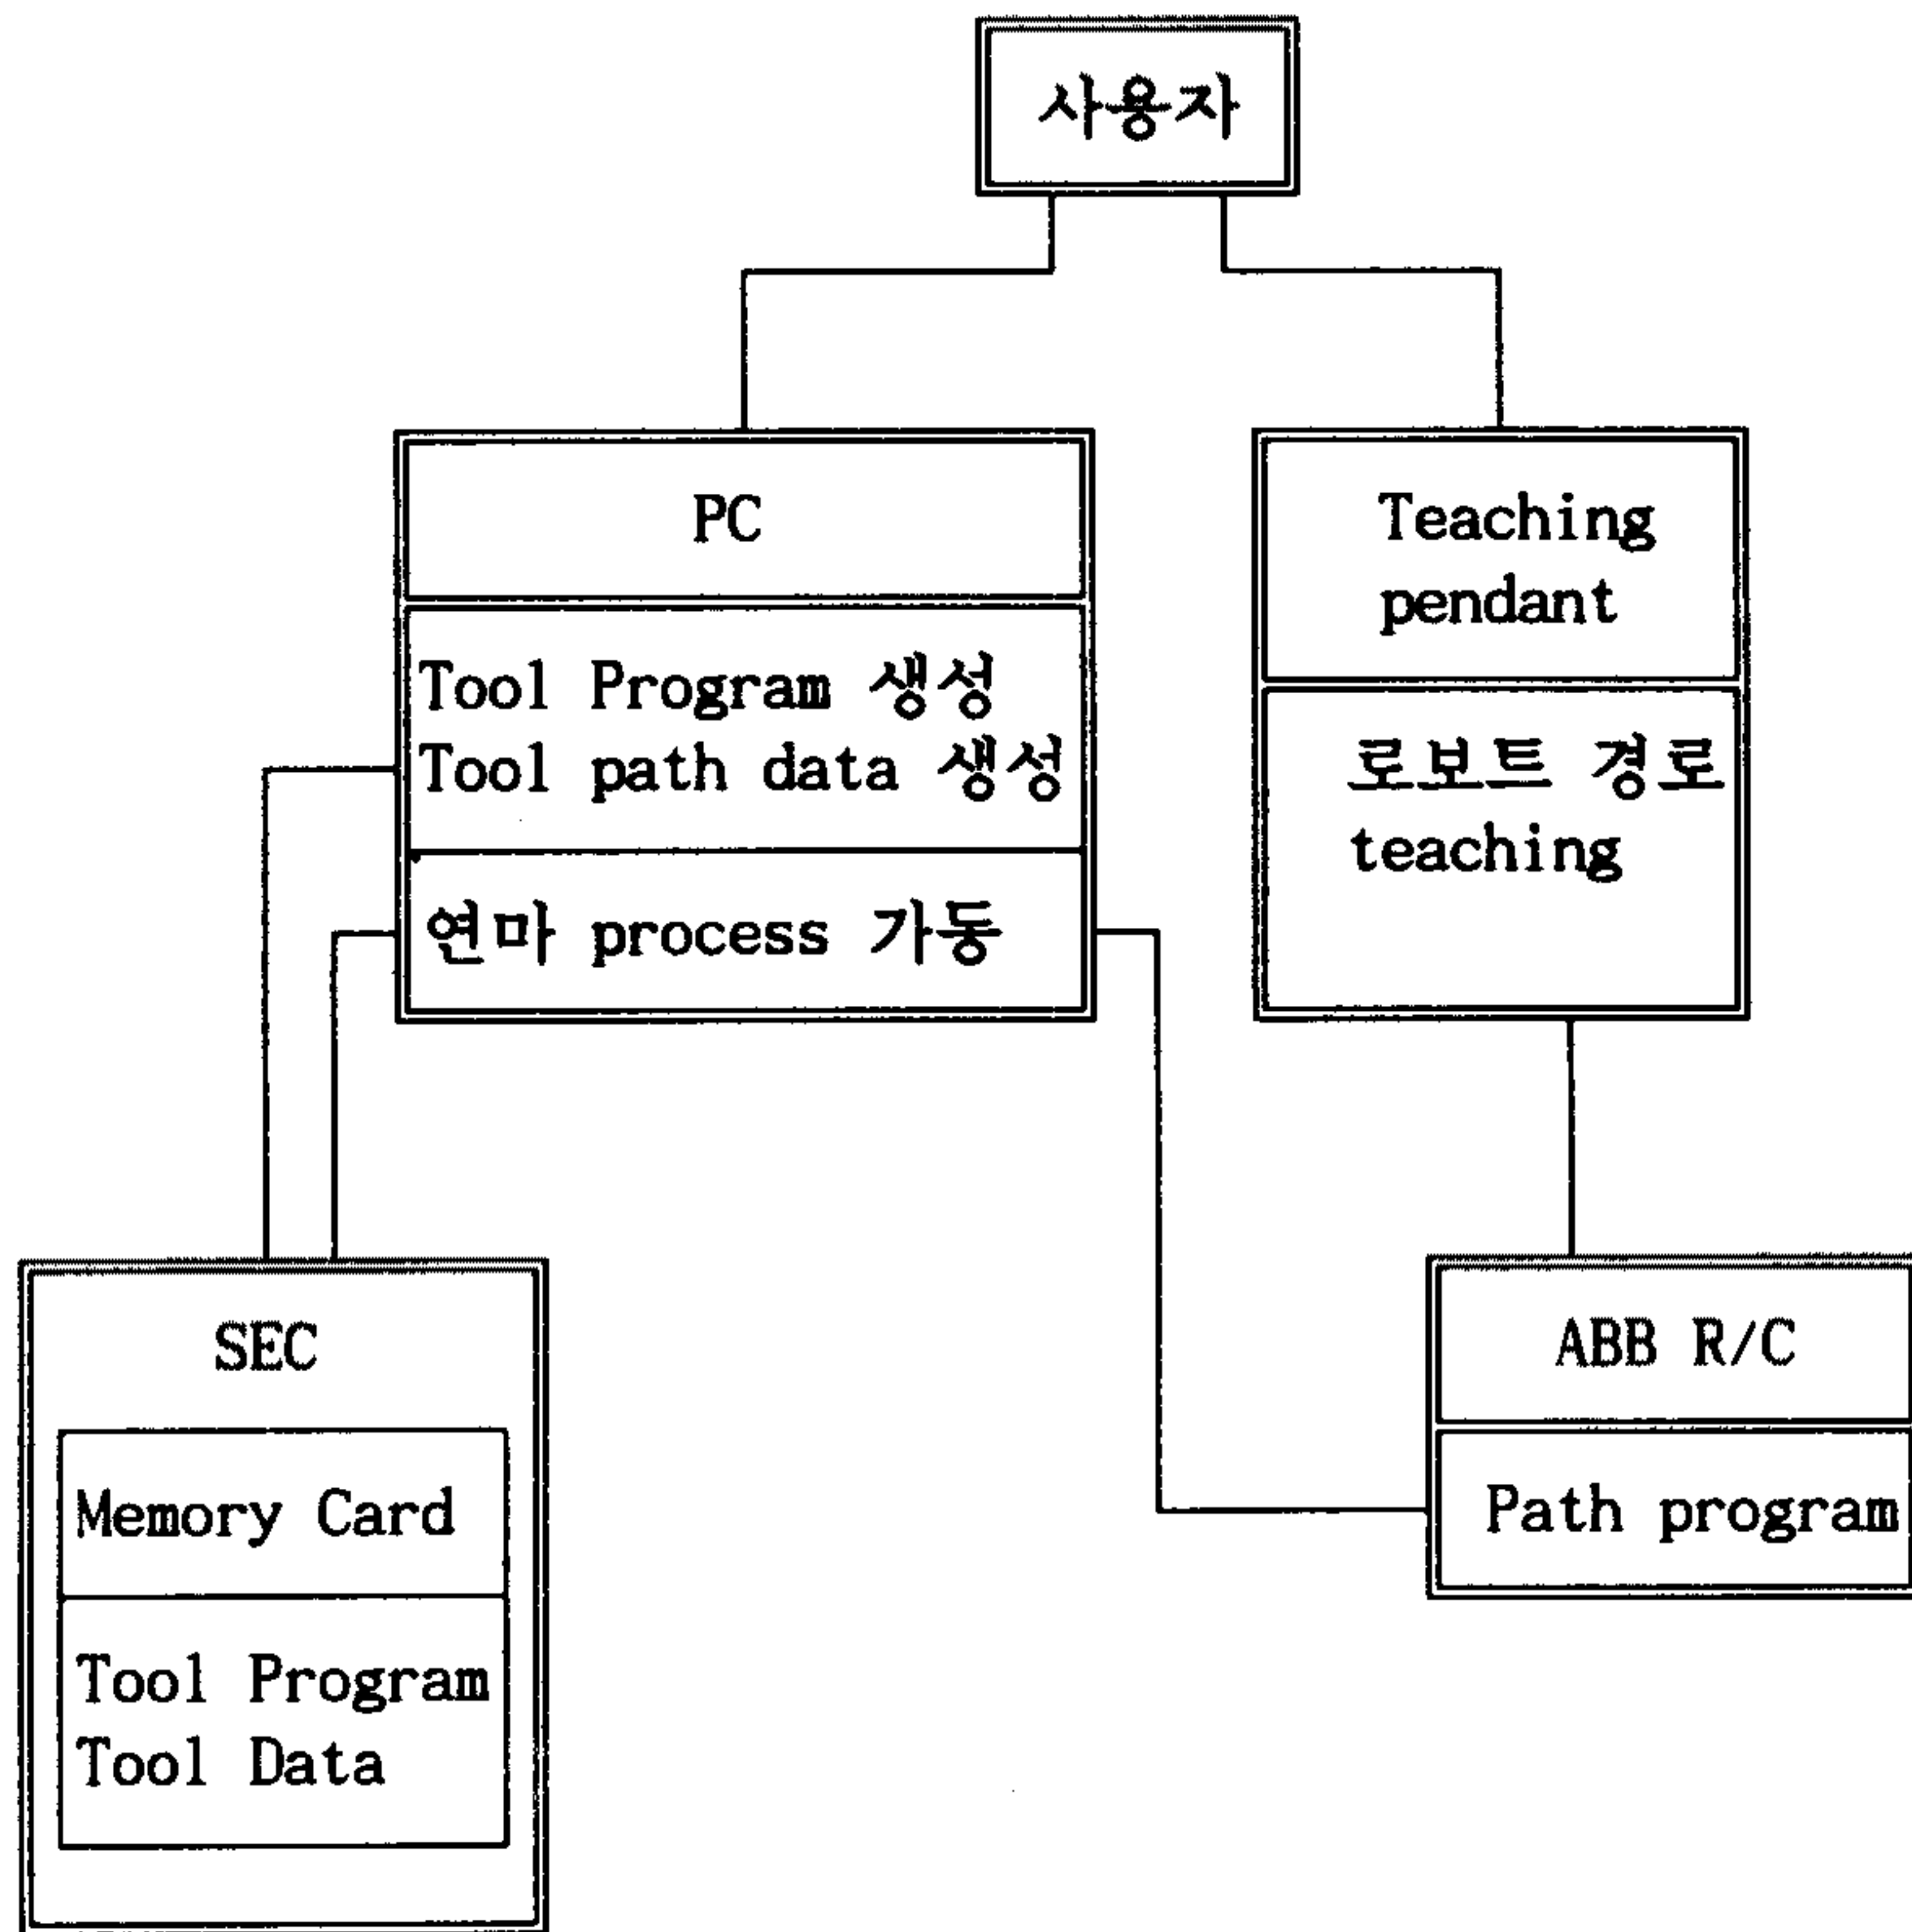 사용자
PC
Tool Program 생성
Tool path data 생성
연마 process 가동
Teaching
pendant
로보트 경로
teaching
SEC
Memory Card
Tool Program
Tool Data
ABB R/C
Path program